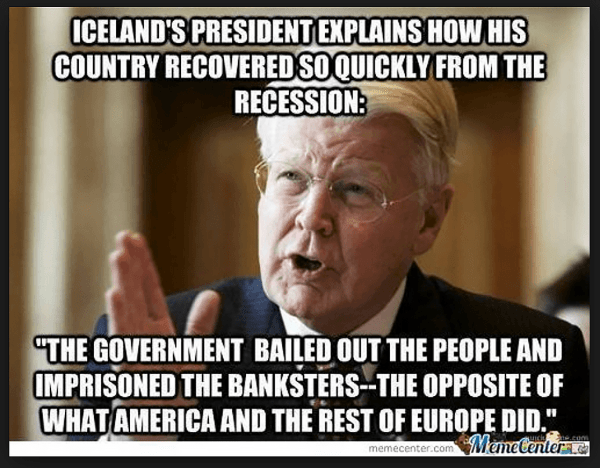 ICELAND'S PRESIDENT EXPLAINS HOW HIS
COUNTRY RECOVERED SO QUICKLY FROM THE
RECESSION:
"THE GOVERNMENT BAILED OUT THE PEOPLE AND
IMPRISONED THE BANKSTERS--THE OPPOSITE OF
WHAT AMERICA AND THE REST OF EUROPE DID."
memecenter.com MemeCenter